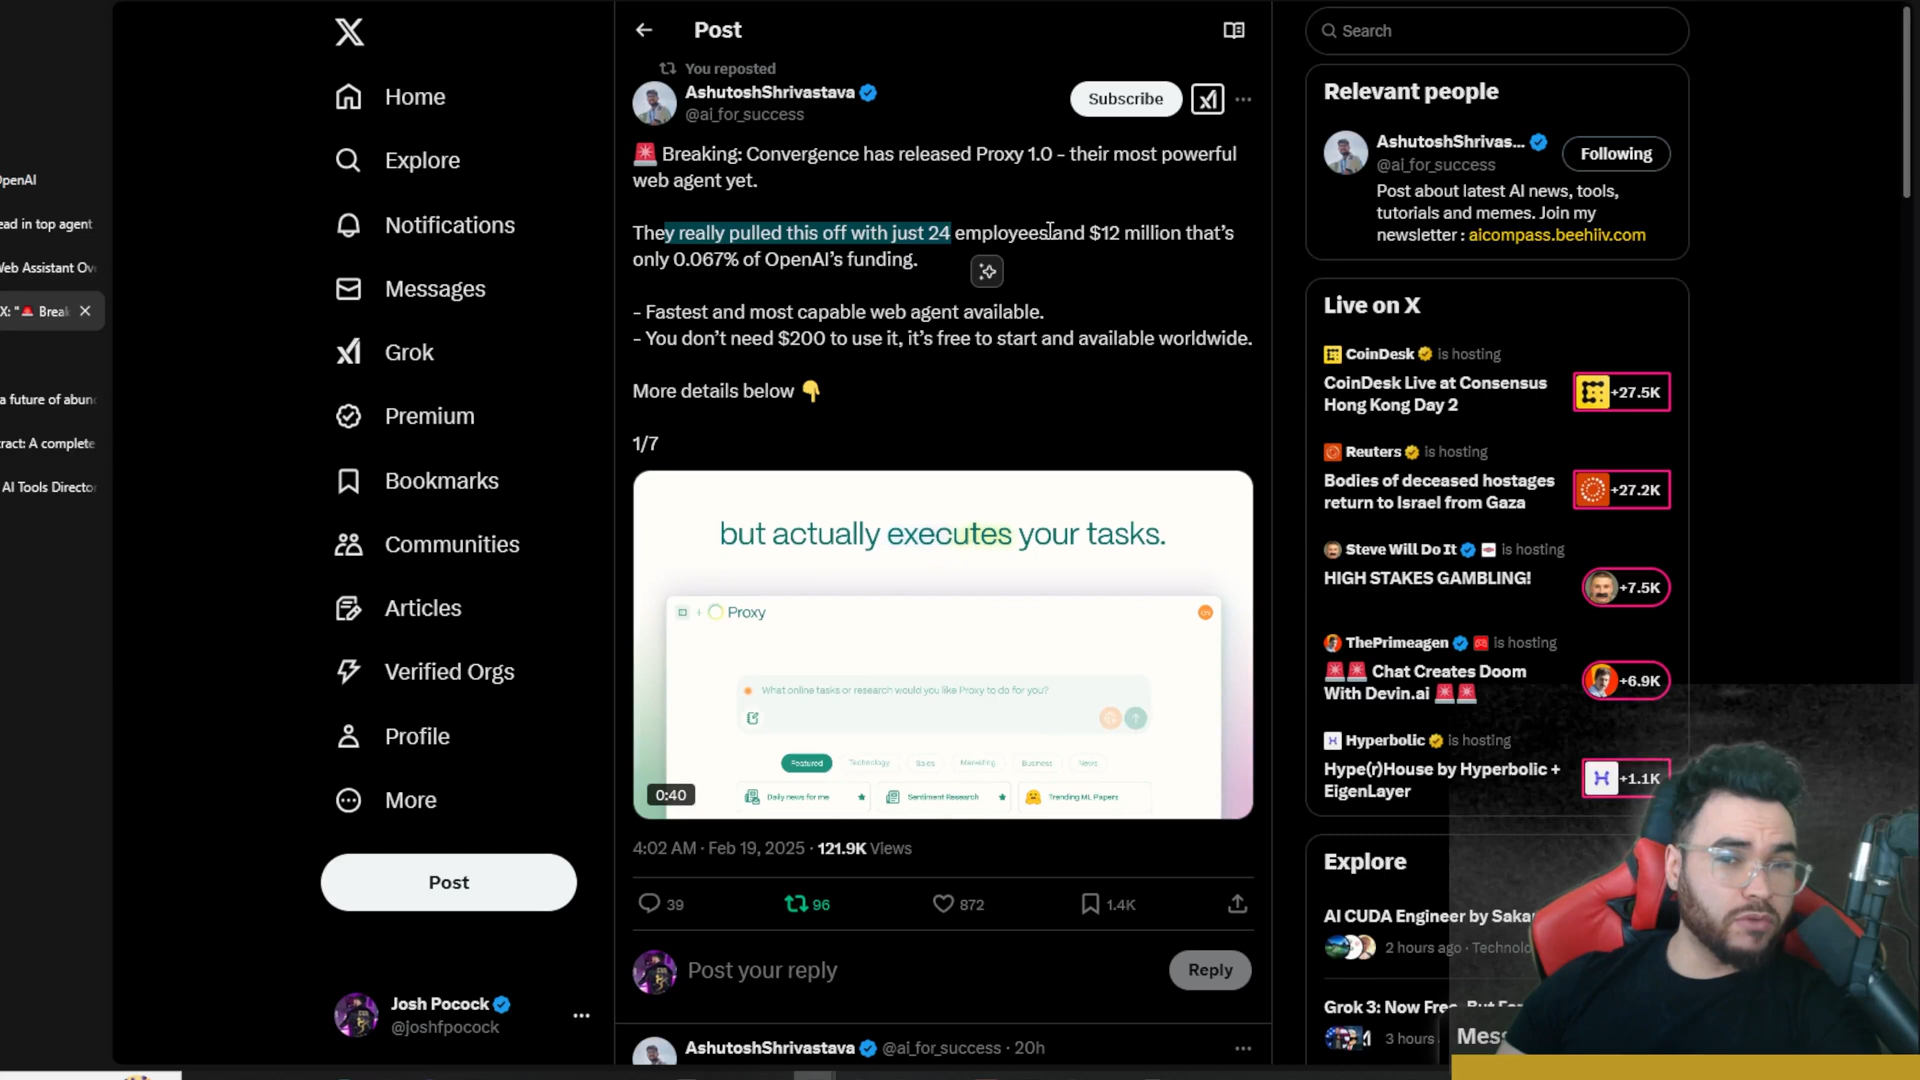 OpenAI
ead in top agent
Web Assistant Ov
X: "🚨 Brea
a future of abun
ract: A complete
AI Tools Director
Home
Explore
Notifications
Messages
Grok
Premium
Bookmarks
Communities
Articles
Verified Orgs
Profile
More
Post
Josh Pocock
@joshfpocock
Post
You reposted
AshutoshShrivastava
@ai_for_success
Subscribe
🚨 Breaking: Convergence has released Proxy 1.0 - their most powerful
web agent yet.
They really pulled this off with just 24 employees and $12 million that's
only 0.067% of OpenAI's funding.
- Fastest and most capable web agent available.
- You don't need $200 to use it, it's free to start and available worldwide.
More details below 👇
1/7
but actually executes your tasks.
Proxy
What online tasks or research would you like Proxy to do for you?
Featured
Technology
Sales
Marketing
Business
News
Daily news for me
Sentiment Research
Trending ML Papers
0:40
4:02 AM · Feb 19, 2025 · 121.9K Views
39
96
872
1.4K
Post your reply
Reply
AshutoshShrivastava @ai_for_success · 20h
Search
Relevant people
AshutoshShrivas...
@ai_for_success
Following
Post about latest AI news, tools,
tutorials and memes. Join my
newsletter : aicompass.beehiiv.com
Live on X
CoinDesk is hosting
CoinDesk Live at Consensus
Hong Kong Day 2
+27.5K
Reuters is hosting
Bodies of deceased hostages
return to Israel from Gaza
+27.2K
Steve Will Do It is hosting
HIGH STAKES GAMBLING!
+7.5K
ThePrimeagen is hosting
🚨🚨 Chat Creates Doom
With Devin.ai 🚨🚨
+6.9K
Hyperbolic is hosting
Hype(r)House by Hyperbolic +
EigenLayer
+1.1K
Explore
AI CUDA Engineer by Saka
2 hours ago · Technolo
Grok 3: Now Free, But For
3 hours
Mess